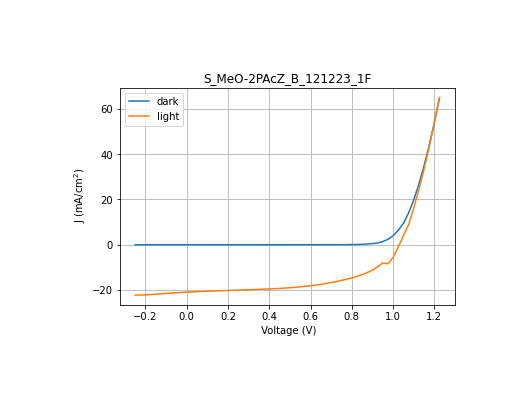 S_MeO-2PAcZ_B_121223_1F
dark
light
60
40
20
0
−20
J (mA/cm²)
−0.2 0.0 0.2 0.4 0.6 0.8 1.0 1.2
Voltage (V)